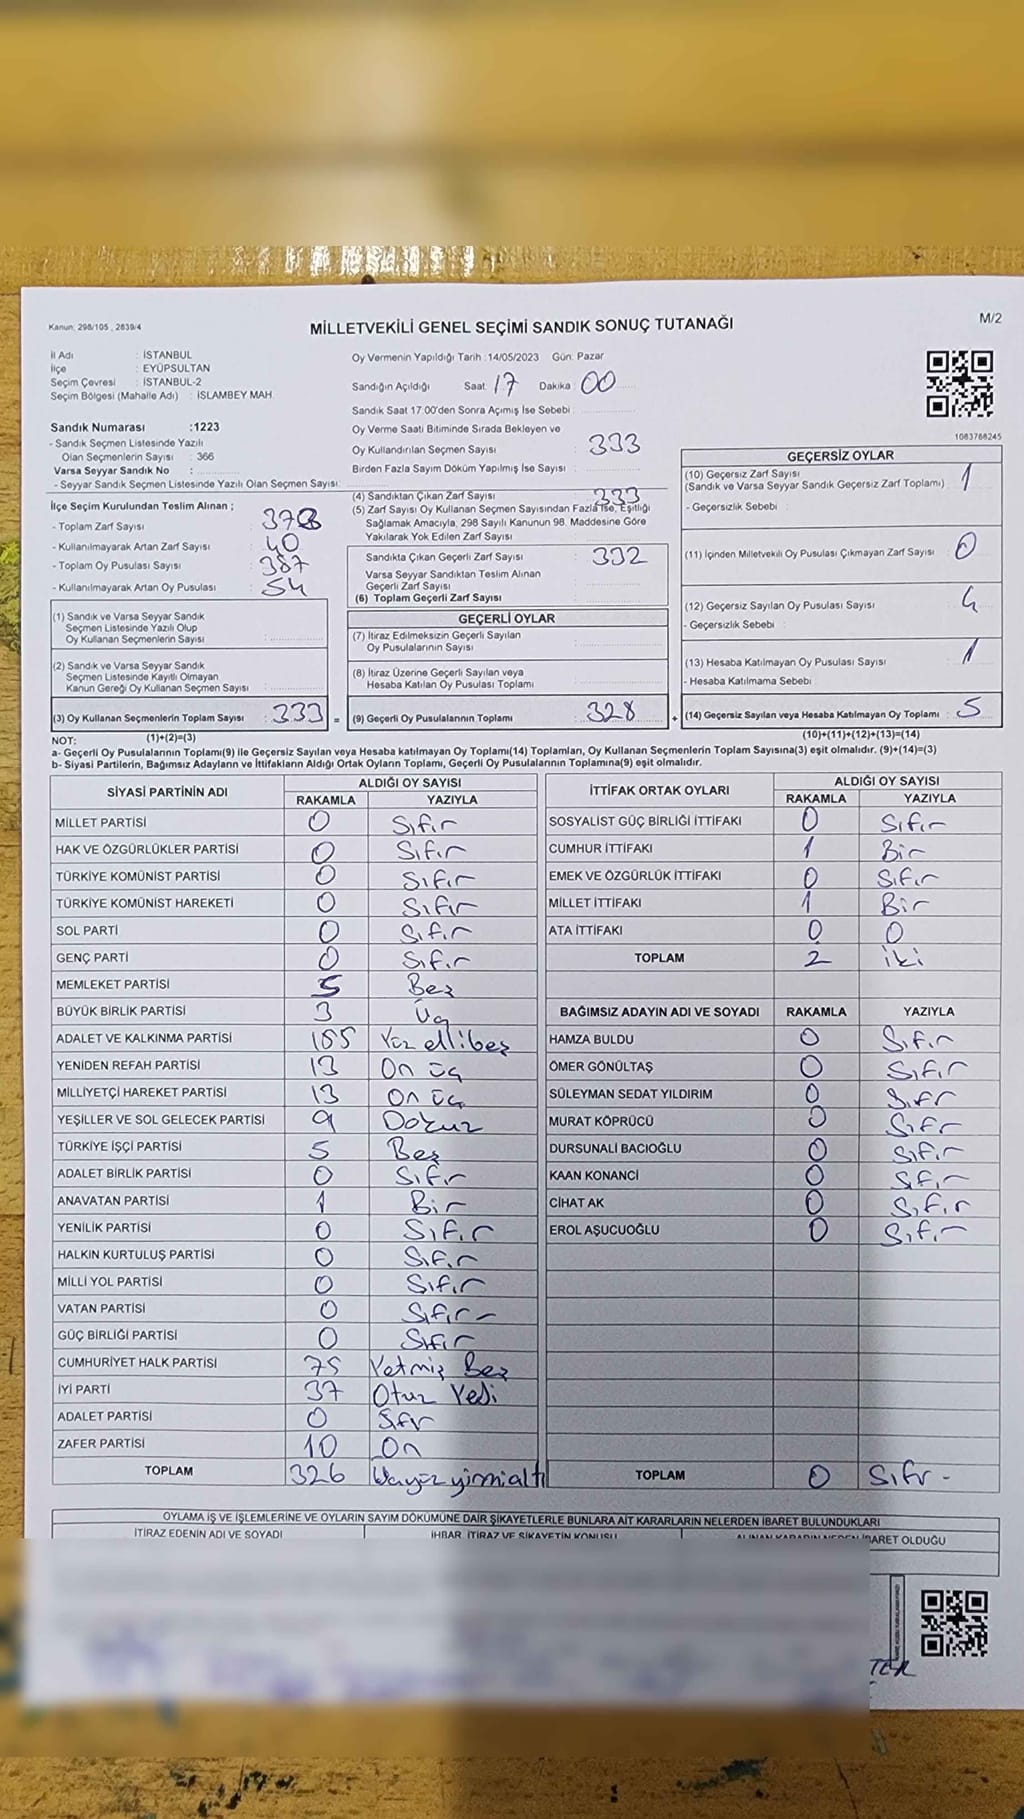 Kanun: 298/105 , 2839/4
MİLLETVEKİLİ GENEL SEÇİMİ SANDIK SONUÇ TUTANAĞI
M/2
İl Adı : İSTANBUL
İlçe : EYÜPSULTAN
Seçim Çevresi : İSTANBUL-2
Seçim Bölgesi (Mahalle Adı) : İSLAMBEY MAH.
Sandık Numarası :1223
- Sandık Seçmen Listesinde Yazılı
Olan Seçmenlerin Sayısı : 366
Varsa Seyyar Sandık No :
- Seyyar Sandık Seçmen Listesinde Yazılı Olan Seçmen Sayısı:
Oy Vermenin Yapıldığı Tarih :14/05/2023 Gün: Pazar
Sandığın Açıldığı Saat: 17 Dakika : 00
Sandık Saat 17:00'den Sonra Açımış İse Sebebi :
Oy Verme Saati Bitiminde Sırada Bekleyen ve
Oy Kullandırılan Seçmen Sayısı : 333
Birden Fazla Sayım Döküm Yapılmış İse Sayısı :
1083768245
İlçe Seçim Kurulundan Teslim Alınan ;
- Toplam Zarf Sayısı :
- Kullanılmayarak Artan Zarf Sayısı : 40
- Toplam Oy Pusulası Sayısı : 387
- Kullanılmayarak Artan Oy Pusulası : 54
(1) Sandık ve Varsa Seyyar Sandık
Seçmen Listesinde Yazılı Olup
Oy Kullanan Seçmenlerin Sayısı :
(2) Sandık ve Varsa Seyyar Sandık
Seçmen Listesinde Kayıtlı Olmayan
Kanun Gereği Oy Kullanan Seçmen Sayısı :
(3) Oy Kullanan Seçmenlerin Toplam Sayısı : 333 =
(4) Sandıktan Çıkan Zarf Sayısı : 333
(5) Zarf Sayısı Oy Kullanan Seçmen Sayısından Fazla İse, Eşitliği
Sağlamak Amacıyla, 298 Sayılı Kanunun 98. Maddesine Göre
Yakılarak Yok Edilen Zarf Sayısı :
Sandıkta Çıkan Geçerli Zarf Sayısı : 332
Varsa Seyyar Sandıktan Teslim Alınan
Geçerli Zarf Sayısı :
(6) Toplam Geçerli Zarf Sayısı :
GEÇERLİ OYLAR
(7) İtiraz Edilmeksizin Geçerli Sayılan
Oy Pusulalarının Sayısı :
(8) İtiraz Üzerine Geçerli Sayılan veya
Hesaba Katılan Oy Pusulası Toplamı :
(9) Geçerli Oy Pusulalarının Toplamı : 328 +
GEÇERSİZ OYLAR
(10) Geçersiz Zarf Sayısı : 1
(Sandık ve Varsa Seyyar Sandık Geçersiz Zarf Toplamı)
- Geçersizlik Sebebi :
(11) İçinden Milletvekili Oy Pusulası Çıkmayan Zarf Sayısı : 0
(12) Geçersiz Sayılan Oy Pusulası Sayısı : 4
- Geçersizlik Sebebi :
(13) Hesaba Katılmayan Oy Pusulası Sayısı : 1
- Hesaba Katılmama Sebebi :
(14) Geçersiz Sayılan veya Hesaba Katılmayan Oy Toplamı : 5
NOT: (1)+(2)=(3) (10)+(11)+(12)+(13)=(14)
a- Geçerli Oy Pusulalarının Toplamı(9) ile Geçersiz Sayılan veya Hesaba katılmayan Oy Toplamı(14) Toplamları, Oy Kullanan Seçmenlerin Toplam Sayısına(3) eşit olmalıdır. (9)+(14)=(3)
b- Siyasi Partilerin, Bağımsız Adayların ve İttifakların Aldığı Ortak Oyların Toplamı, Geçerli Oy Pusulalarının Toplamına(9) eşit olmalıdır.
SİYASİ PARTİNİN ADI ALDIĞI OY SAYISI
RAKAMLA YAZIYLA
MİLLET PARTİSİ 0 Sıfır
HAK VE ÖZGÜRLÜKLER PARTİSİ 0 Sıfır
TÜRKİYE KOMÜNİST PARTİSİ 0 Sıfır
TÜRKİYE KOMÜNİST HAREKETİ 0 Sıfır
SOL PARTİ 0 Sıfır
GENÇ PARTİ 0 Sıfır
MEMLEKET PARTİSİ 5 Beş
BÜYÜK BİRLİK PARTİSİ 3 Üç
ADALET VE KALKINMA PARTİSİ 155 Yüz ellibeş
YENİDEN REFAH PARTİSİ 13 On üç
MİLLİYETÇİ HAREKET PARTİSİ 13 On üç
YEŞİLLER VE SOL GELECEK PARTİSİ 9 Dokuz
TÜRKİYE İŞÇİ PARTİSİ 5 Beş
ADALET BİRLİK PARTİSİ 0 Sıfır
ANAVATAN PARTİSİ 1 Bir
YENİLİK PARTİSİ 0 Sıfır
HALKIN KURTULUŞ PARTİSİ 0 Sıfır
MİLLİ YOL PARTİSİ 0 Sıfır
VATAN PARTİSİ 0 Sıfır
GÜÇ BİRLİĞİ PARTİSİ 0 Sıfır
CUMHURİYET HALK PARTİSİ 75 Yetmiş Beş
İYİ PARTİ 37 Otuz Yedi
ADALET PARTİSİ 0 Sıfır
ZAFER PARTİSİ 10 On
TOPLAM 326 üçyüzyirmialtı
İTTİFAK ORTAK OYLARI ALDIĞI OY SAYISI
RAKAMLA YAZIYLA
SOSYALİST GÜÇ BİRLİĞİ İTTİFAKI 0 Sıfır
CUMHUR İTTİFAKI 1 Bir
EMEK VE ÖZGÜRLÜK İTTİFAKI 0 Sıfır
MİLLET İTTİFAKI 1 Bir
ATA İTTİFAKI 0 0
TOPLAM 2 iki
BAĞIMSIZ ADAYIN ADI VE SOYADI RAKAMLA YAZIYLA
HAMZA BULDU 0 Sıfır
ÖMER GÖNÜLTAŞ 0 Sıfır
SÜLEYMAN SEDAT YILDIRIM 0 Sıfr
MURAT KÖPRÜCÜ 0 Sıfr
DURSUNALİ BACIOĞLU 0 Sıfır
KAAN KONANCİ 0 Sıfır
CİHAT AK 0 Sıfır
EROL AŞUCUOĞLU 0 Sıfır
TOPLAM 0 Sıfr -
OYLAMA İŞ VE İŞLEMLERİNE VE OYLARIN SAYIM DÖKÜMÜNE DAİR ŞİKAYETLERLE BUNLARA AİT KARARLARIN NELERDEN İBARET BULUNDUKLARI
İTİRAZ EDENİN ADI VE SOYADI İHBAR, İTİRAZ VE ŞİKAYETİN KONUSU ALINAN KARARIN NEDEN İBARET OLDUĞU
TER